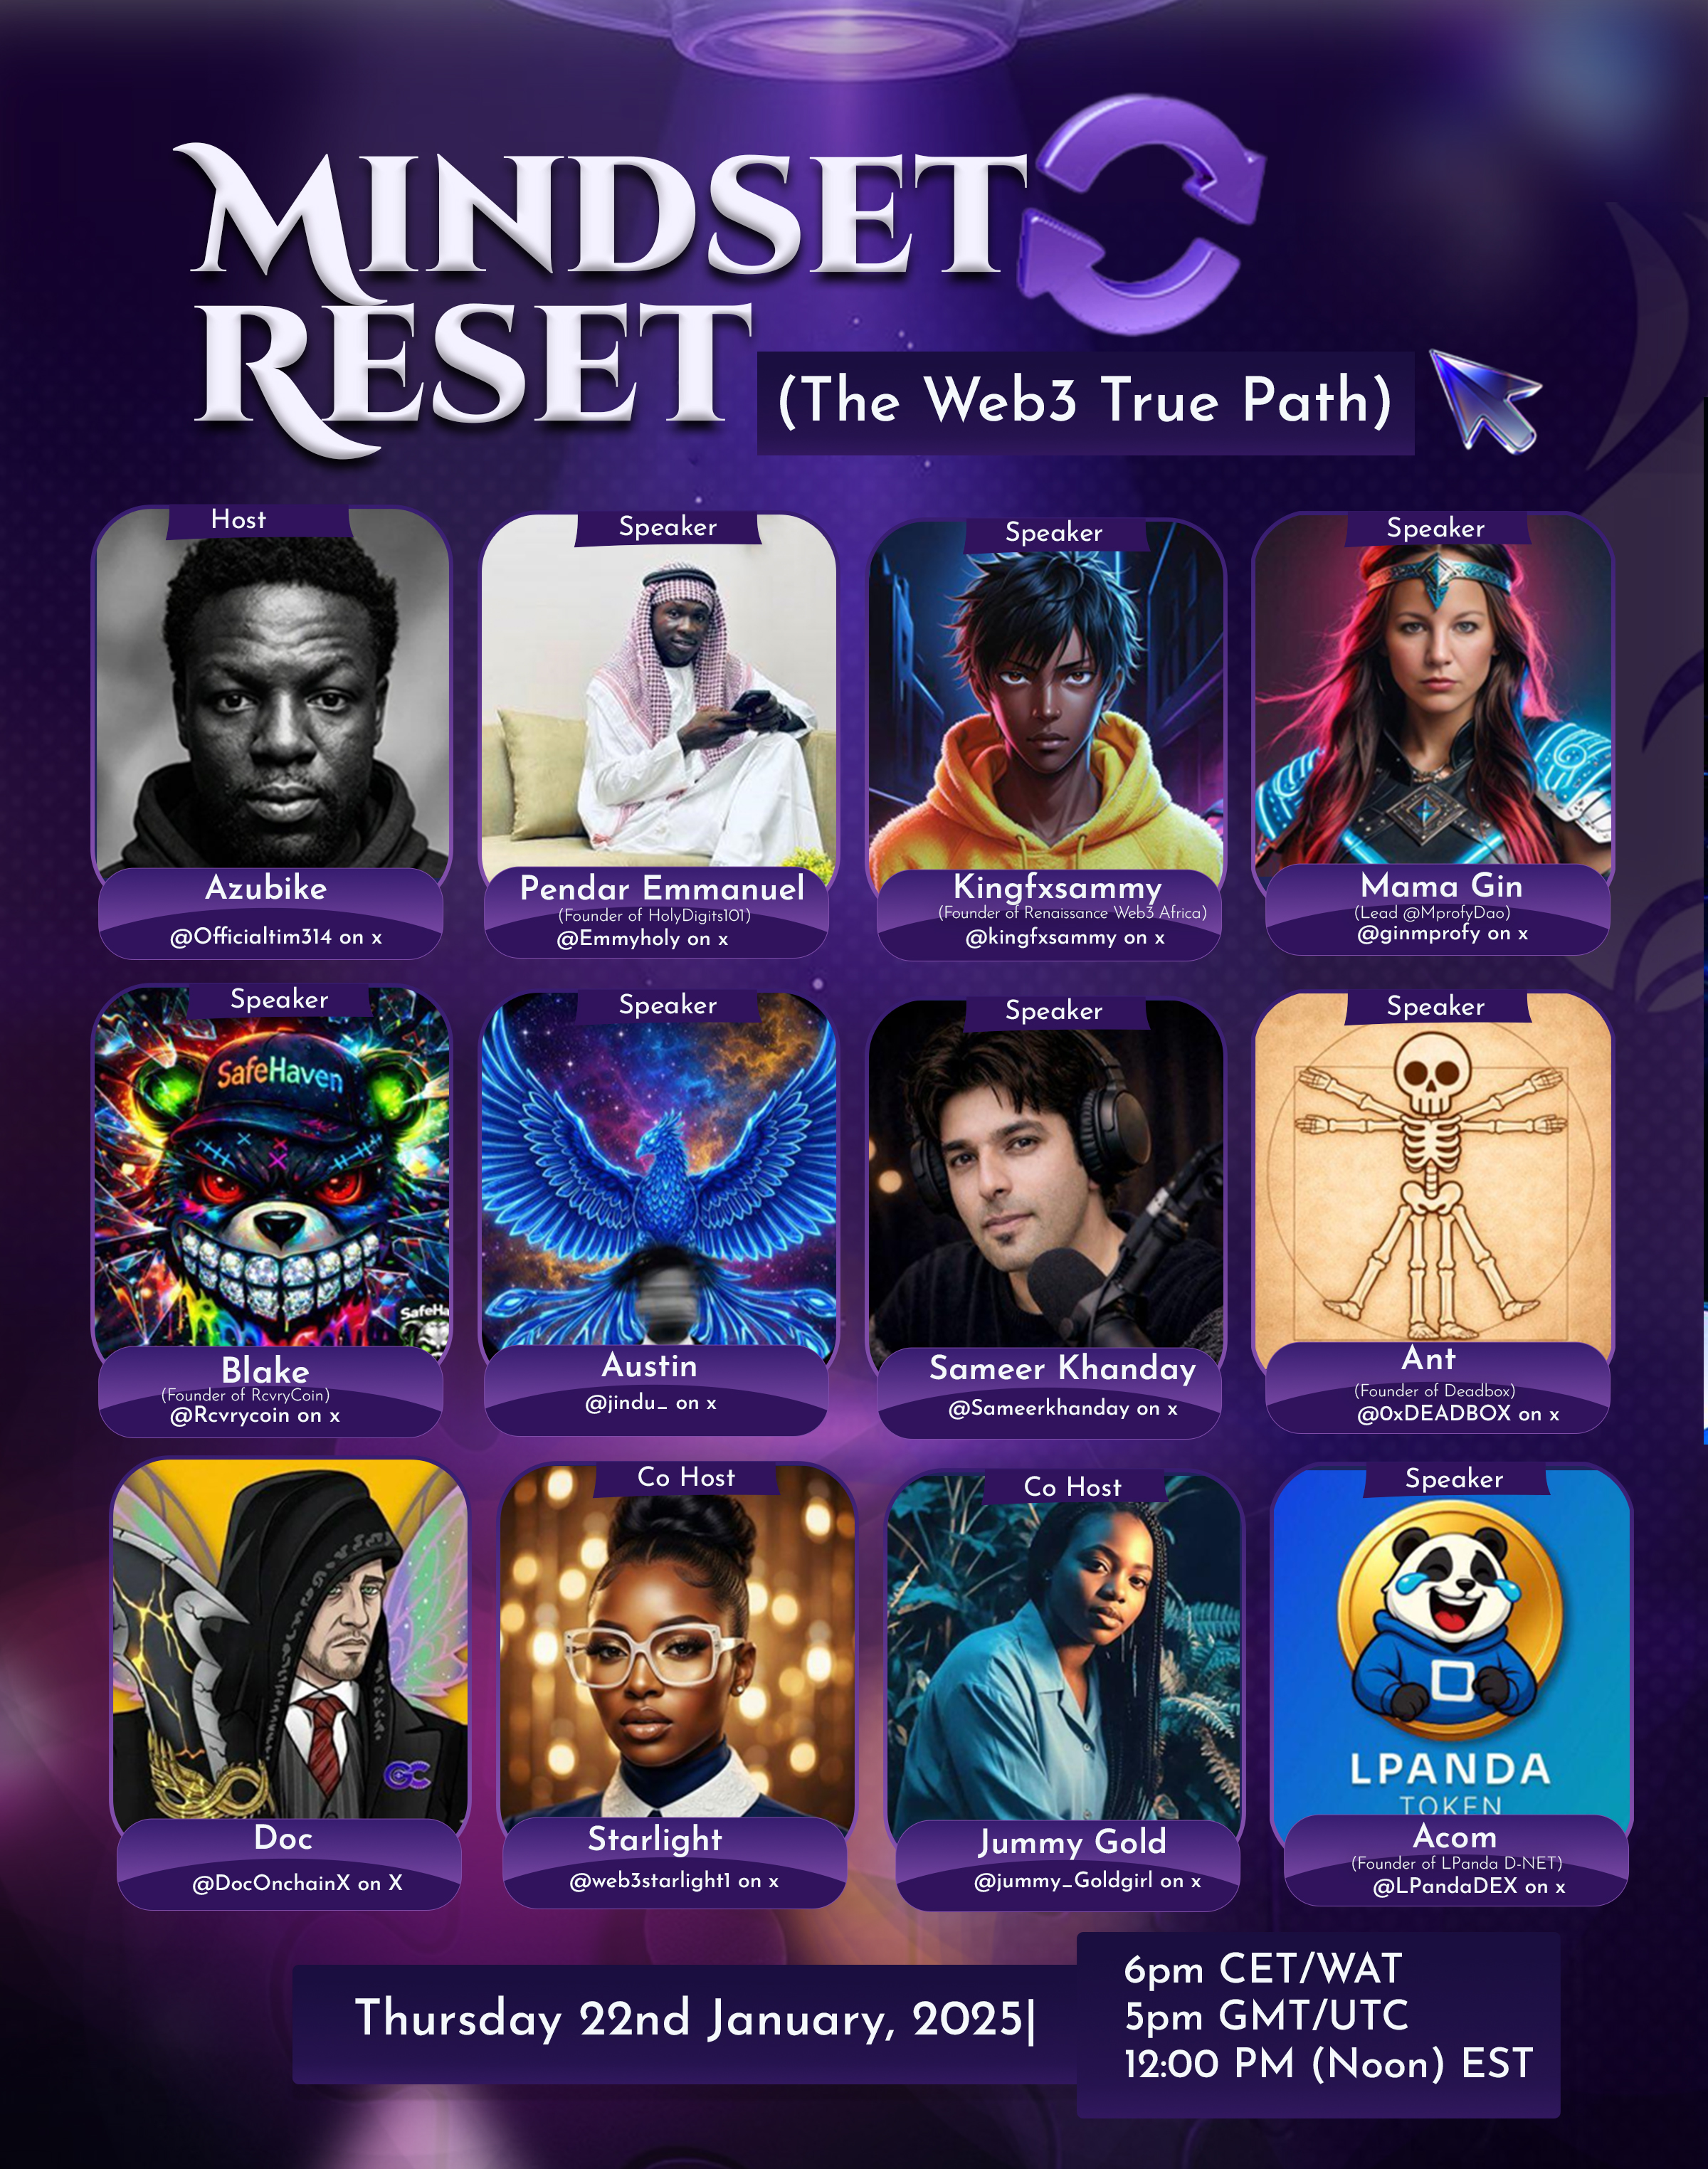 MINDSET
RESET
(The Web3 True Path)
Host
Speaker
Speaker
Speaker
Azubike
@Officialtim314 on x
Pendar Emmanuel
(Founder of HolyDigits101)
@Emmyholy on x
Kingfxsammy
(Founder of Renaissance Web3 Africa)
@kingfxsammy on x
Mama Gin
(Lead @MprofyDao)
@ginmprofy on x
Speaker
Speaker
Speaker
Speaker
SafeHaven
SafeHa
Blake
(Founder of RcvryCoin)
@Rcvrycoin on x
Austin
@jindu_ on x
Sameer Khanday
@Sameerkhanday on x
Ant
(Founder of Deadbox)
@0xDEADBOX on x
Co Host
Co Host
Speaker
GC
LPANDA
TOKEN
Doc
@DocOnchainX on X
Starlight
@web3starlight1 on x
Jummy Gold
@jummy_Goldgirl on x
Acom
(Founder of LPanda D-NET)
@LPandaDEX on x
Thursday 22nd January, 2025|
6pm CET/WAT
5pm GMT/UTC
12:00 PM (Noon) EST